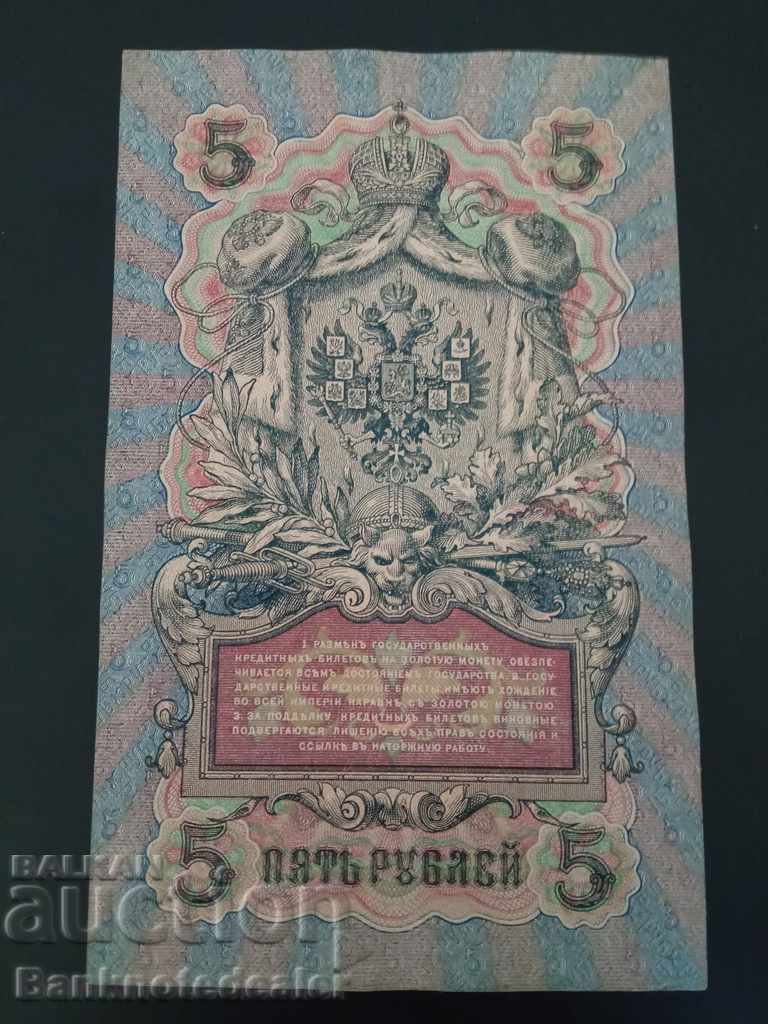 5 5
1. РАЗМѢНЪ ГОСУДАРСТВЕННЫХЪ
КРЕДИТНЫХЪ БИЛЕТОВЪ НА ЗОЛОТУЮ МОНЕТУ ОБЕЗПЕ-
ЧИВАЕТСЯ ВСѢМЪ ДОСТОЯНІЕМЪ ГОСУДАРСТВА. 2. ГОСУ-
ДАРСТВЕННЫЕ КРЕДИТНЫЕ БИЛЕТЫ ИМѢЮТЪ ХОЖДЕНІЕ
ВО ВСЕЙ ИМПЕРІИ НАРАВНѢ СЪ ЗОЛОТОЮ МОНЕТОЮ.
3. ЗА ПОДДѢЛКУ КРЕДИТНЫХЪ БИЛЕТОВЪ ВИНОВНЫЕ
ПОДВЕРГАЮТСЯ ЛИШЕНІЮ ВСѢХЪ ПРАВЪ СОСТОЯНІЯ И
ССЫЛКѢ ВЪ КАТОРЖНУЮ РАБОТУ.
5 ПЯТЬ РУБЛЕЙ 5
BALKAN
auction
Banknotedealer